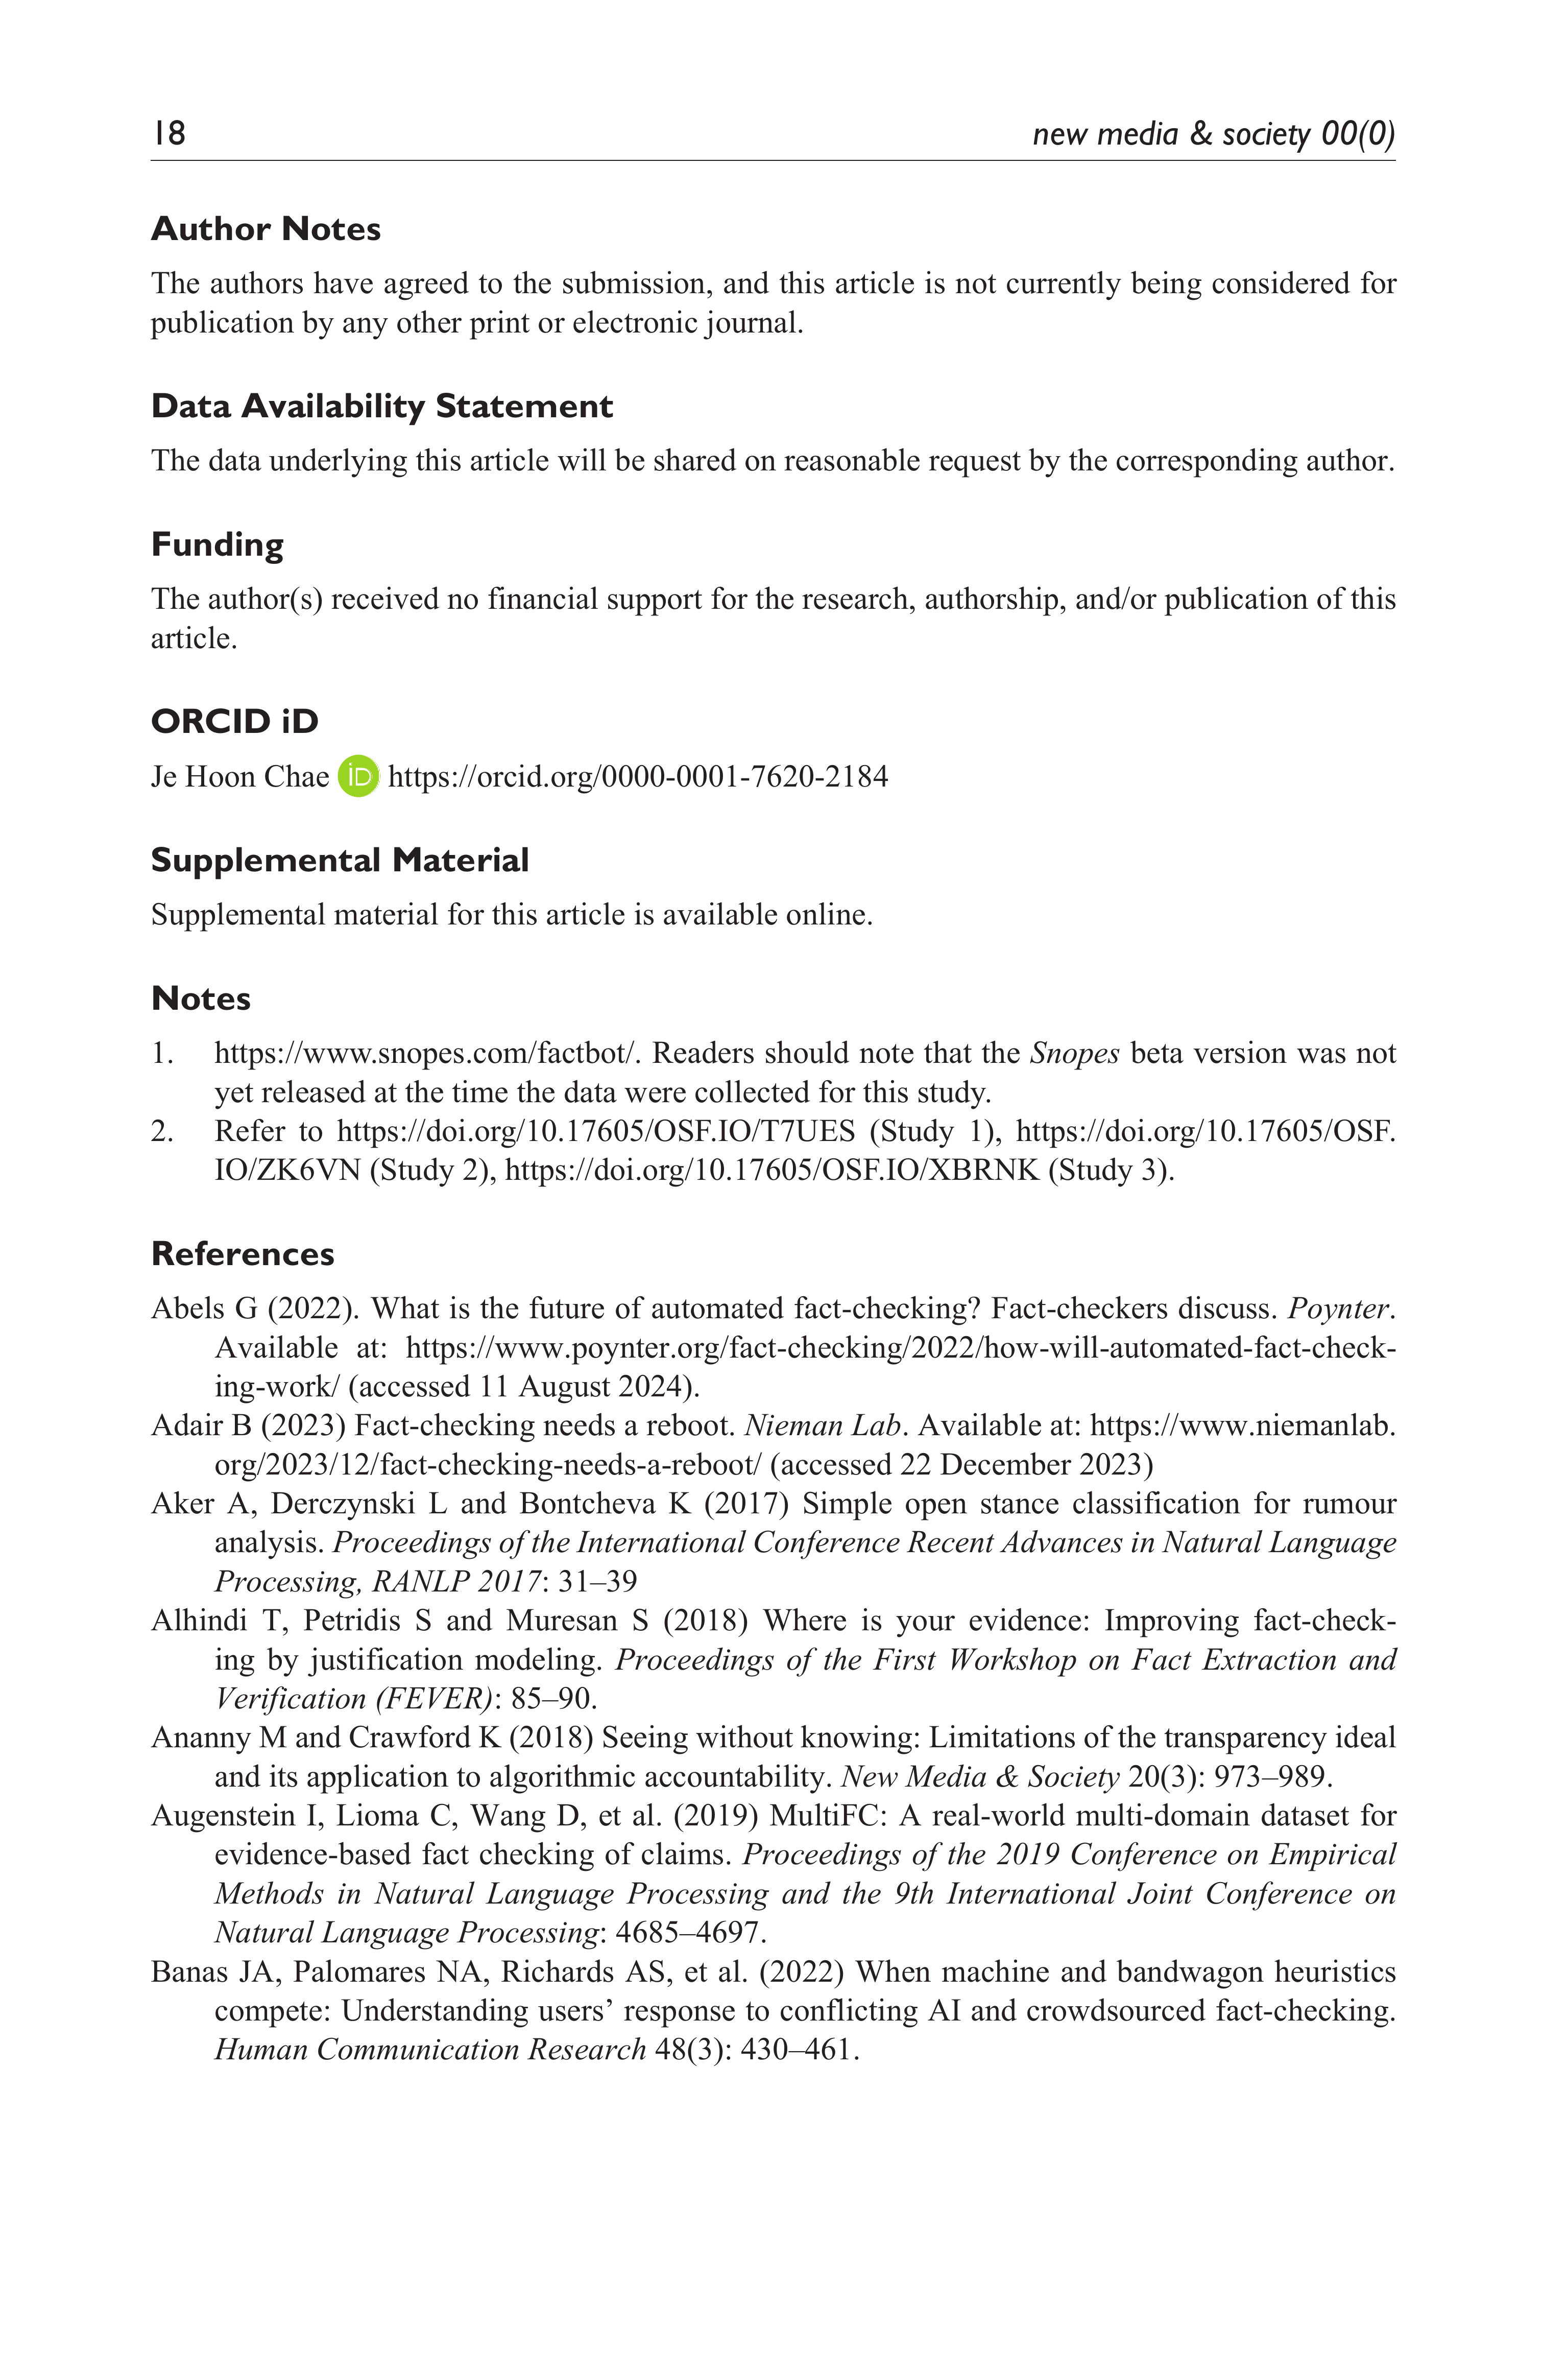 18 new media & society 00(0)
Author Notes
The authors have agreed to the submission, and this article is not currently being considered for
publication by any other print or electronic journal.
Data Availability Statement
The data underlying this article will be shared on reasonable request by the corresponding author.
Funding
The author(s) received no financial support for the research, authorship, and/or publication of this
article.
ORCID iD
Je Hoon Chae iD https://orcid.org/0000-0001-7620-2184
Supplemental Material
Supplemental material for this article is available online.
Notes
1. https://www.snopes.com/factbot/. Readers should note that the Snopes beta version was not
yet released at the time the data were collected for this study.
2. Refer to https://doi.org/10.17605/OSF.IO/T7UES (Study 1), https://doi.org/10.17605/OSF.
IO/ZK6VN (Study 2), https://doi.org/10.17605/OSF.IO/XBRNK (Study 3).
References
Abels G (2022). What is the future of automated fact-checking? Fact-checkers discuss. Poynter.
Available at: https://www.poynter.org/fact-checking/2022/how-will-automated-fact-check-
ing-work/ (accessed 11 August 2024).
Adair B (2023) Fact-checking needs a reboot. Nieman Lab. Available at: https://www.niemanlab.
org/2023/12/fact-checking-needs-a-reboot/ (accessed 22 December 2023)
Aker A, Derczynski L and Bontcheva K (2017) Simple open stance classification for rumour
analysis. Proceedings of the International Conference Recent Advances in Natural Language
Processing, RANLP 2017: 31–39
Alhindi T, Petridis S and Muresan S (2018) Where is your evidence: Improving fact-check-
ing by justification modeling. Proceedings of the First Workshop on Fact Extraction and
Verification (FEVER): 85–90.
Ananny M and Crawford K (2018) Seeing without knowing: Limitations of the transparency ideal
and its application to algorithmic accountability. New Media & Society 20(3): 973–989.
Augenstein I, Lioma C, Wang D, et al. (2019) MultiFC: A real-world multi-domain dataset for
evidence-based fact checking of claims. Proceedings of the 2019 Conference on Empirical
Methods in Natural Language Processing and the 9th International Joint Conference on
Natural Language Processing: 4685–4697.
Banas JA, Palomares NA, Richards AS, et al. (2022) When machine and bandwagon heuristics
compete: Understanding users’ response to conflicting AI and crowdsourced fact-checking.
Human Communication Research 48(3): 430–461.